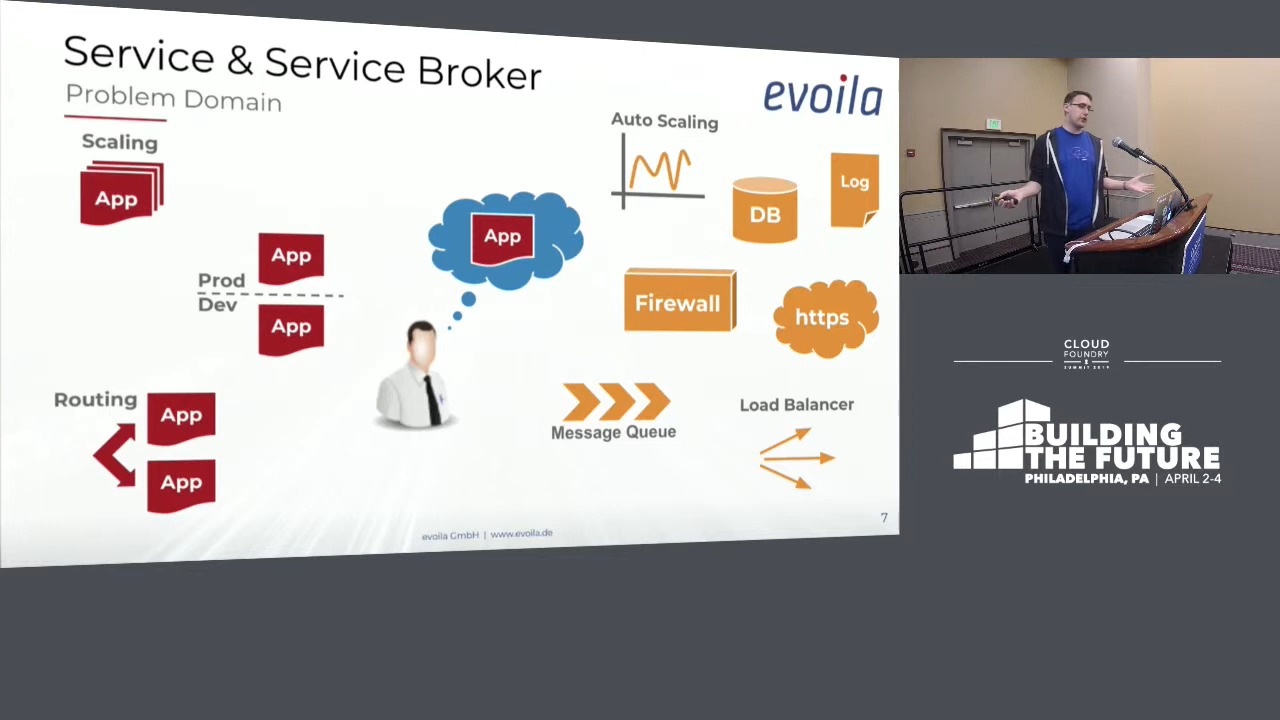 Service & Service Broker
Problem Domain
evoila
Scaling
App
Auto Scaling
DB
Log
App
Prod
Dev
App
App
Firewall
https
Routing
App
App
Message Queue
Load Balancer
evoila GmbH | www.evoila.de
7
CLOUD
FOUNDRY
SUMMIT 2019
BUILDING
THE FUTURE
PHILADELPHIA, PA | APRIL 2-4